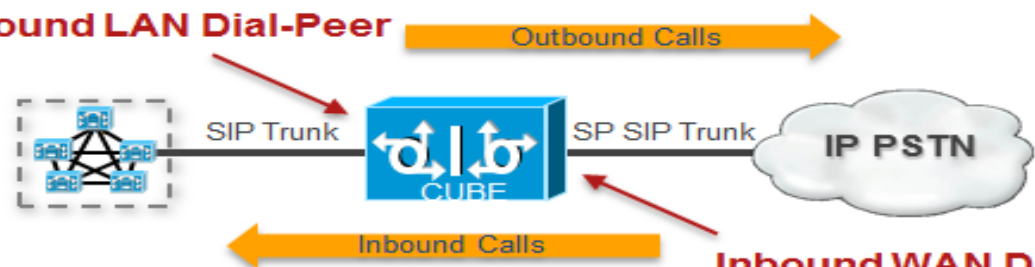 ound LAN Dial-Peer
Outbound Calls
SIP Trunk
SP SIP Trunk
IP PSTN
CUBE
Inbound Calls
Inbound WAN D